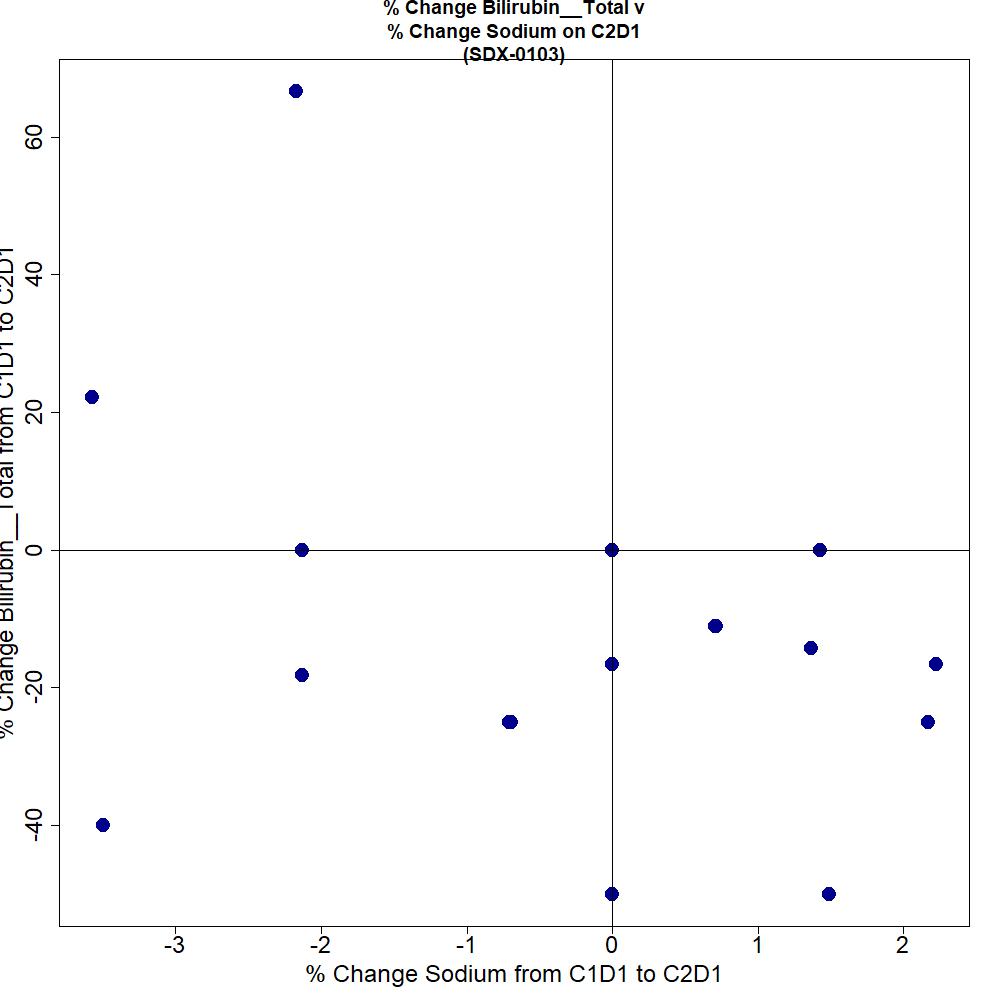 % Change Bilirubin__Total v
% Change Sodium on C2D1
(SDX-0103)
% Change Bilirubin__Total from C1D1 to C2D1
60
40
20
0
-20
-40
-3
-2
-1
0
1
2
% Change Sodium from C1D1 to C2D1